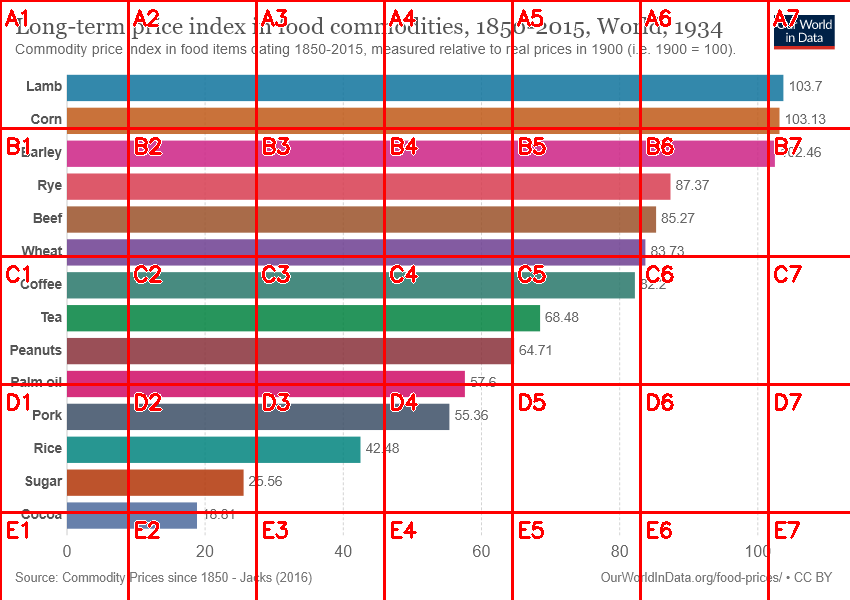 Long-term price index in food commodities, 1850-2015, World, 1934
Commodity price index in food items dating 1850-2015, measured relative to real prices in 1900 (i.e. 1900 = 100).
Our World
in Data
Lamb 103.7
Corn 103.13
Barley 102.46
Rye 87.37
Beef 85.27
Wheat 83.73
Coffee 82.2
Tea 68.48
Peanuts 64.71
Palm oil 57.6
Pork 55.36
Rice 42.48
Sugar 25.56
Cocoa 18.81
0 20 40 60 80 100
Source: Commodity Prices since 1850 - Jacks (2016)
OurWorldInData.org/food-prices/ • CC BY
A1 A2 A3 A4 A5 A6 A7
B1 B2 B3 B4 B5 B6 B7
C1 C2 C3 C4 C5 C6 C7
D1 D2 D3 D4 D5 D6 D7
E1 E2 E3 E4 E5 E6 E7